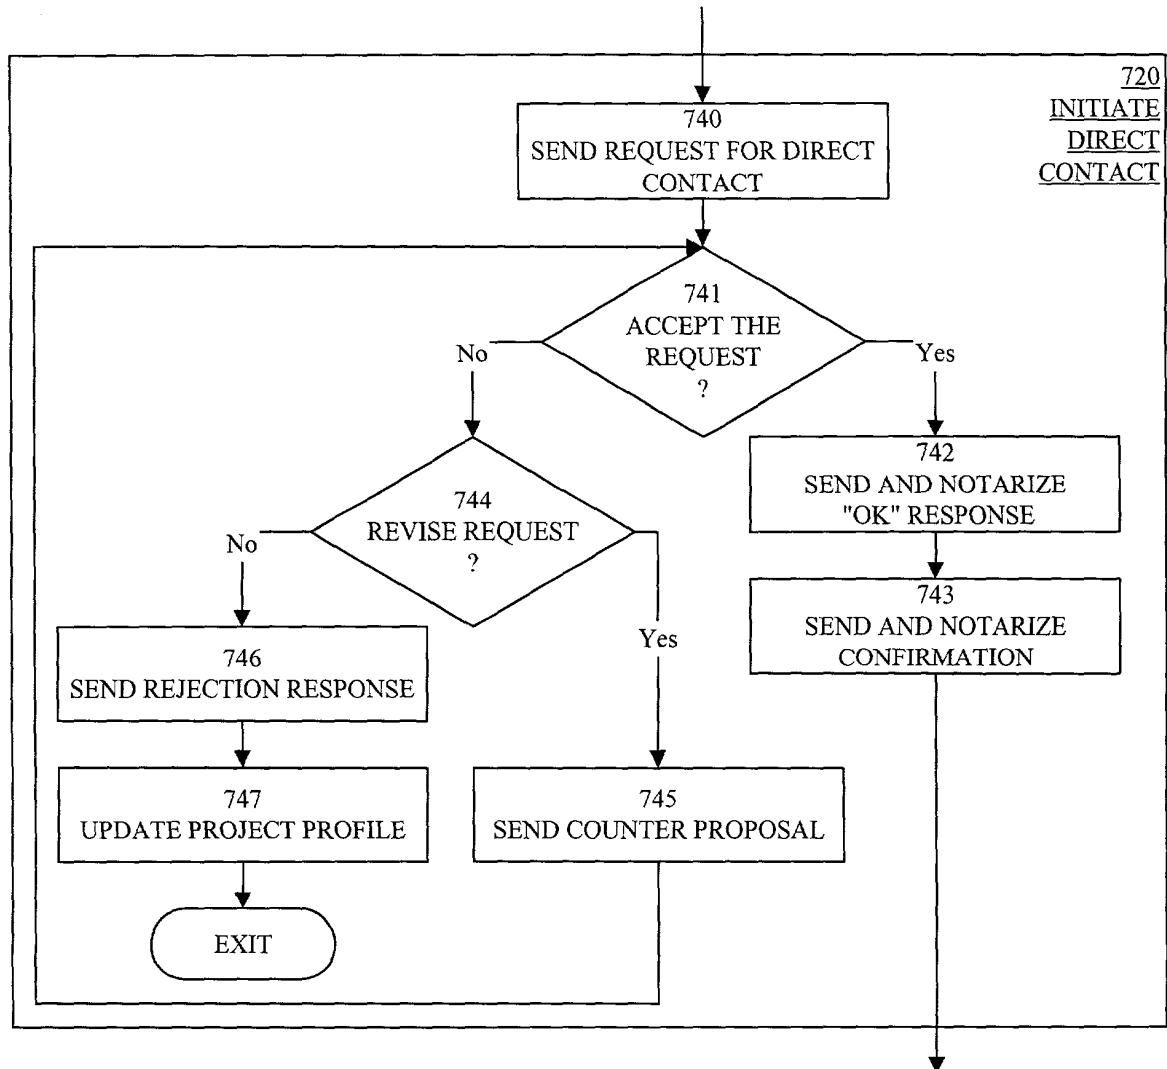 720
INITIATE
DIRECT
CONTACT
740
SEND REQUEST FOR DIRECT
CONTACT
741
ACCEPT THE
REQUEST
?
No
Yes
742
SEND AND NOTARIZE
"OK" RESPONSE
744
REVISE REQUEST
?
No
Yes
743
SEND AND NOTARIZE
CONFIRMATION
746
SEND REJECTION RESPONSE
747
UPDATE PROJECT PROFILE
745
SEND COUNTER PROPOSAL
EXIT